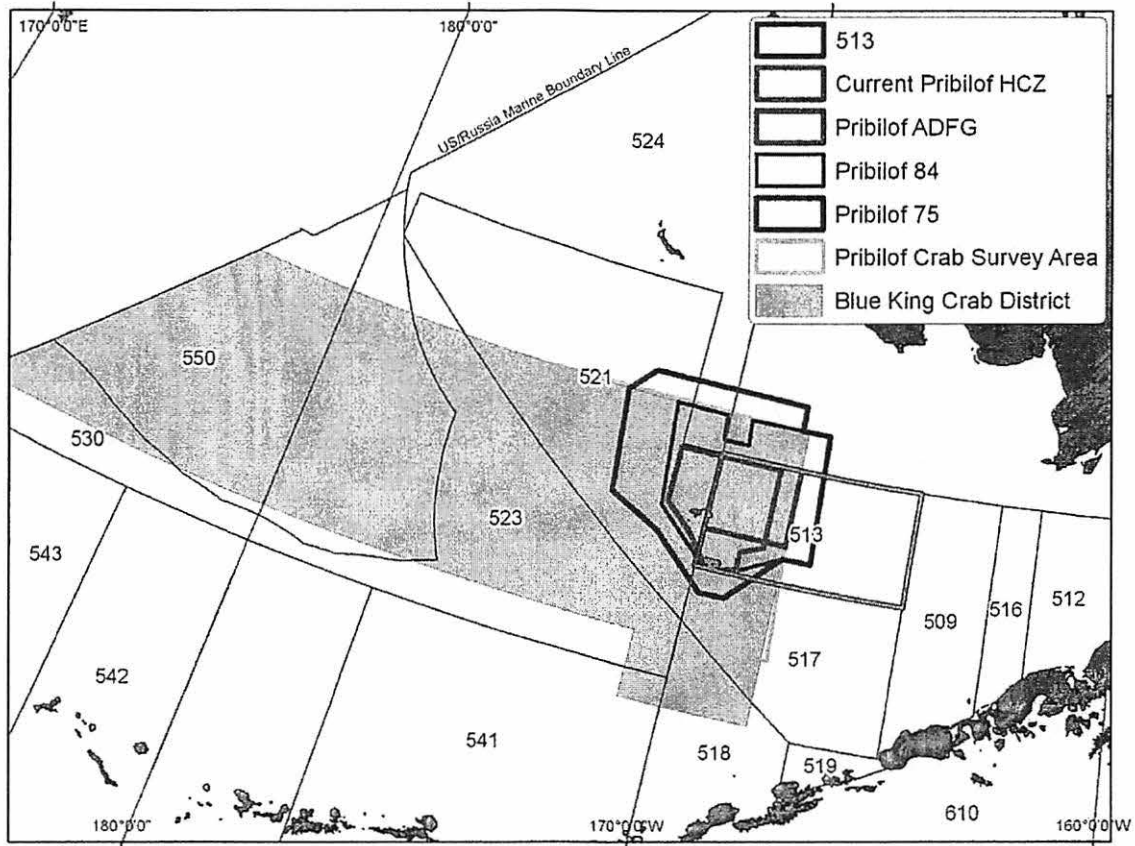 170°0'0"E
180°0'0"
US/Russia Marine Boundary Line
513
Current Pribilof HCZ
Pribilof ADFG
Pribilof 84
Pribilof 75
Pribilof Crab Survey Area
Blue King Crab District
524
550
521
530
523
513
543
509
516
512
517
542
541
518
519
610
180°0'0"
170°0'0"W
160°0'0"W